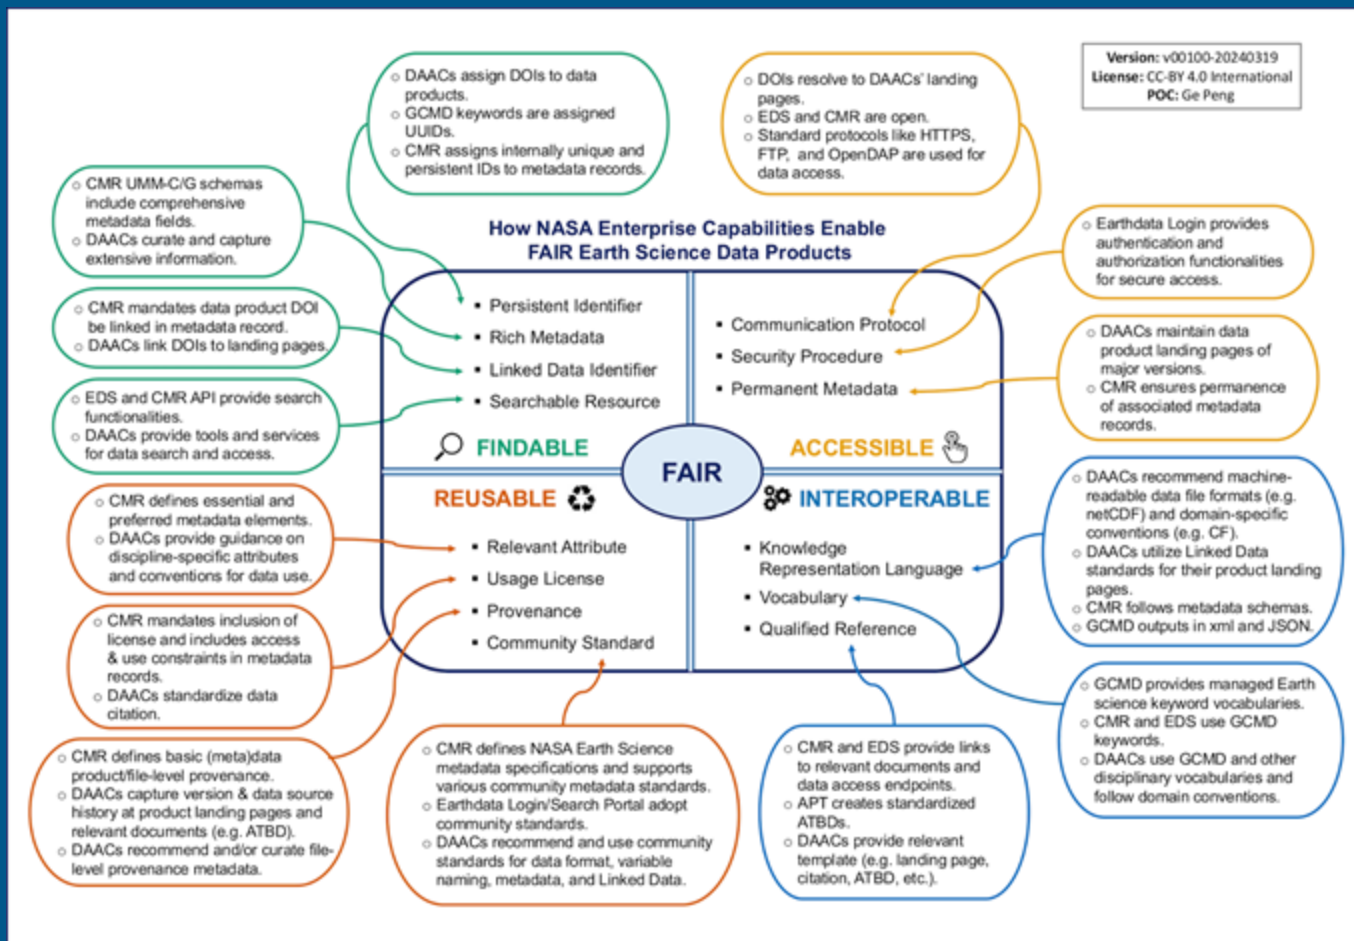 ○ DAACs assign DOIs to data
products.
○ GCMD keywords are assigned
UUIDs.
○ CMR assigns internally unique and
persistent IDs to metadata records.
○ DOIs resolve to DAACs' landing
pages.
○ EDS and CMR are open.
○ Standard protocols like HTTPS,
FTP, and OpenDAP are used for
data access.
Version: v00100-20240319
License: CC-BY 4.0 International
POC: Ge Peng
○ CMR UMM-C/G schemas
include comprehensive
metadata fields.
○ DAACs curate and capture
extensive information.
○ CMR mandates data product DOI
be linked in metadata record.
○ DAACs link DOIs to landing pages.
○ EDS and CMR API provide search
functionalities.
○ DAACs provide tools and services
for data search and access.
How NASA Enterprise Capabilities Enable
FAIR Earth Science Data Products
▪ Persistent Identifier
▪ Rich Metadata
▪ Linked Data Identifier
▪ Searchable Resource
FINDABLE
▪ Communication Protocol
▪ Security Procedure
▪ Permanent Metadata
ACCESSIBLE
○ Earthdata Login provides
authentication and
authorization functionalities
for secure access.
○ DAACs maintain data
product landing pages of
major versions.
○ CMR ensures permanence
of associated metadata
records.
FAIR
REUSABLE
▪ Relevant Attribute
▪ Usage License
▪ Provenance
▪ Community Standard
INTEROPERABLE
▪ Knowledge
Representation Language
▪ Vocabulary
▪ Qualified Reference
○ CMR defines essential and
preferred metadata elements.
○ DAACs provide guidance on
discipline-specific attributes
and conventions for data use.
○ CMR mandates inclusion of
license and includes access
& use constraints in metadata
records.
○ DAACs standardize data
citation.
○ CMR defines basic (meta)data
product/file-level provenance.
○ DAACs capture version & data source
history at product landing pages and
relevant documents (e.g. ATBD).
○ DAACs recommend and/or curate file-
level provenance metadata.
○ CMR defines NASA Earth Science
metadata specifications and supports
various community metadata standards.
○ Earthdata Login/Search Portal adopt
community standards.
○ DAACs recommend and use community
standards for data format, variable
naming, metadata, and Linked Data.
○ CMR and EDS provide links
to relevant documents and
data access endpoints.
○ APT creates standardized
ATBDs.
○ DAACs provide relevant
template (e.g. landing page,
citation, ATBD, etc.).
○ DAACs recommend machine-
readable data file formats (e.g.
netCDF) and domain-specific
conventions (e.g. CF).
○ DAACs utilize Linked Data
standards for their product landing
pages.
○ CMR follows metadata schemas.
○ GCMD outputs in xml and JSON.
○ GCMD provides managed Earth
science keyword vocabularies.
○ CMR and EDS use GCMD
keywords.
○ DAACs use GCMD and other
disciplinary vocabularies and
follow domain conventions.